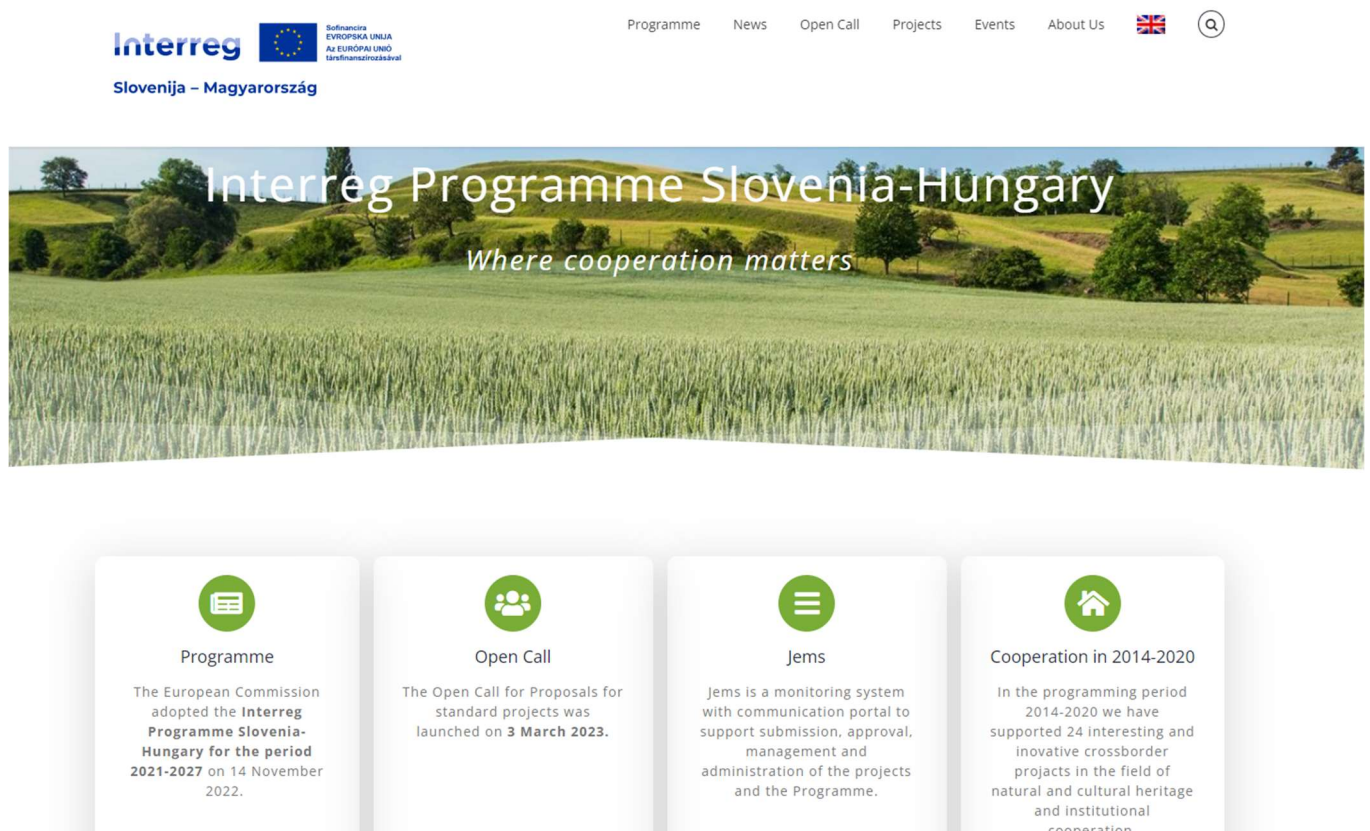 Programme News Open Call Projects Events About Us
Interreg
Sofinancira
EVROPSKA UNIJA
Az EURÓPAI UNIÓ
társfinanszírozásával
Slovenija – Magyarország
Interreg Programme Slovenia-Hungary
Where cooperation matters
Programme
The European Commission
adopted the Interreg
Programme Slovenia-
Hungary for the period
2021-2027 on 14 November
2022.
Open Call
The Open Call for Proposals for
standard projects was
launched on 3 March 2023.
Jems
Jems is a monitoring system
with communication portal to
support submission, approval,
management and
administration of the projects
and the Programme.
Cooperation in 2014-2020
In the programming period
2014-2020 we have
supported 24 interesting and
inovative crossborder
projacts in the field of
natural and cultural heritage
and institutional
cooperation